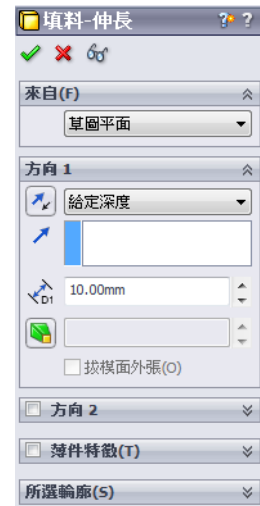 填料-伸長
來自(F)
草圖平面
方向 1
給定深度
D1 10.00mm
拔模面外張(O)
方向 2
薄件特徵(T)
所選輪廓(S)